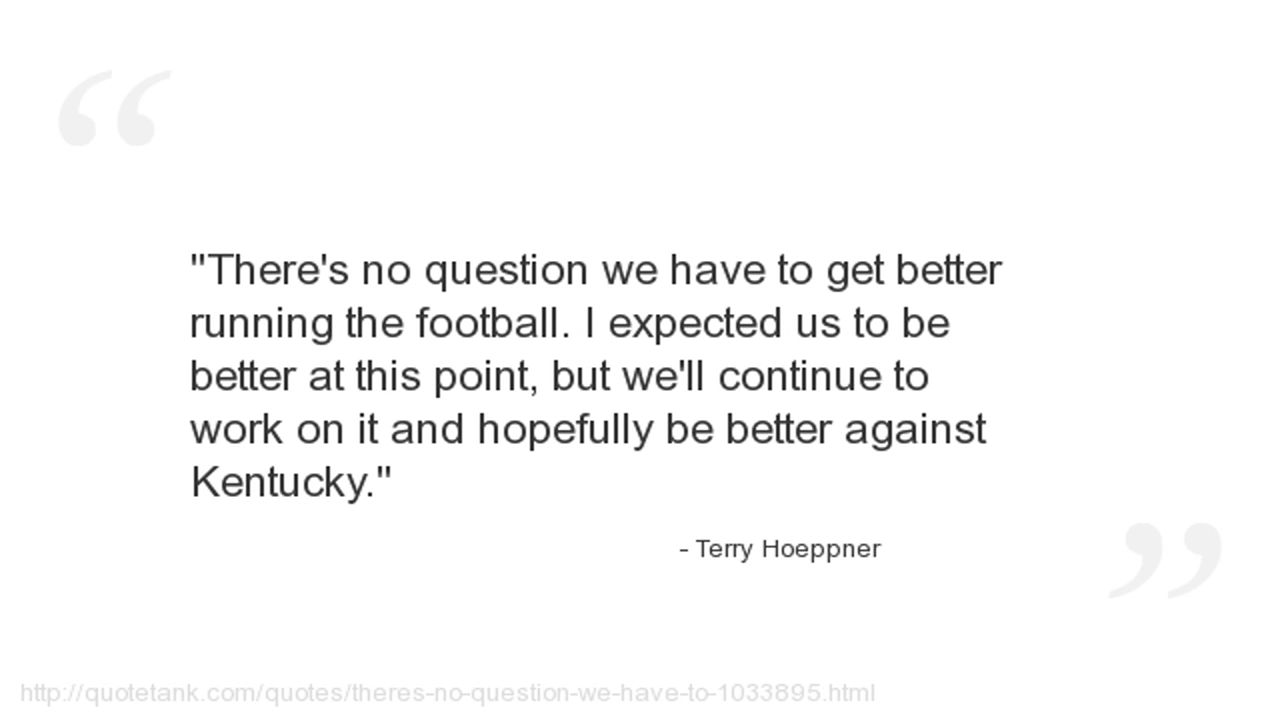 "There's no question we have to get better
running the football. I expected us to be
better at this point, but we'll continue to
work on it and hopefully be better against
Kentucky."
- Terry Hoeppner
http://quotetank.com/quotes/theres-no-question-we-have-to-1033895.html